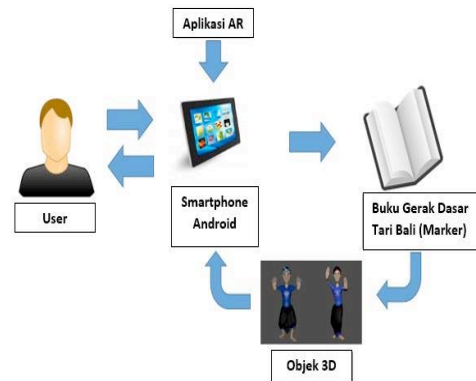 Aplikasi AR
User
Smartphone
Android
Buku Gerak Dasar
Tari Bali (Marker)
Objek 3D